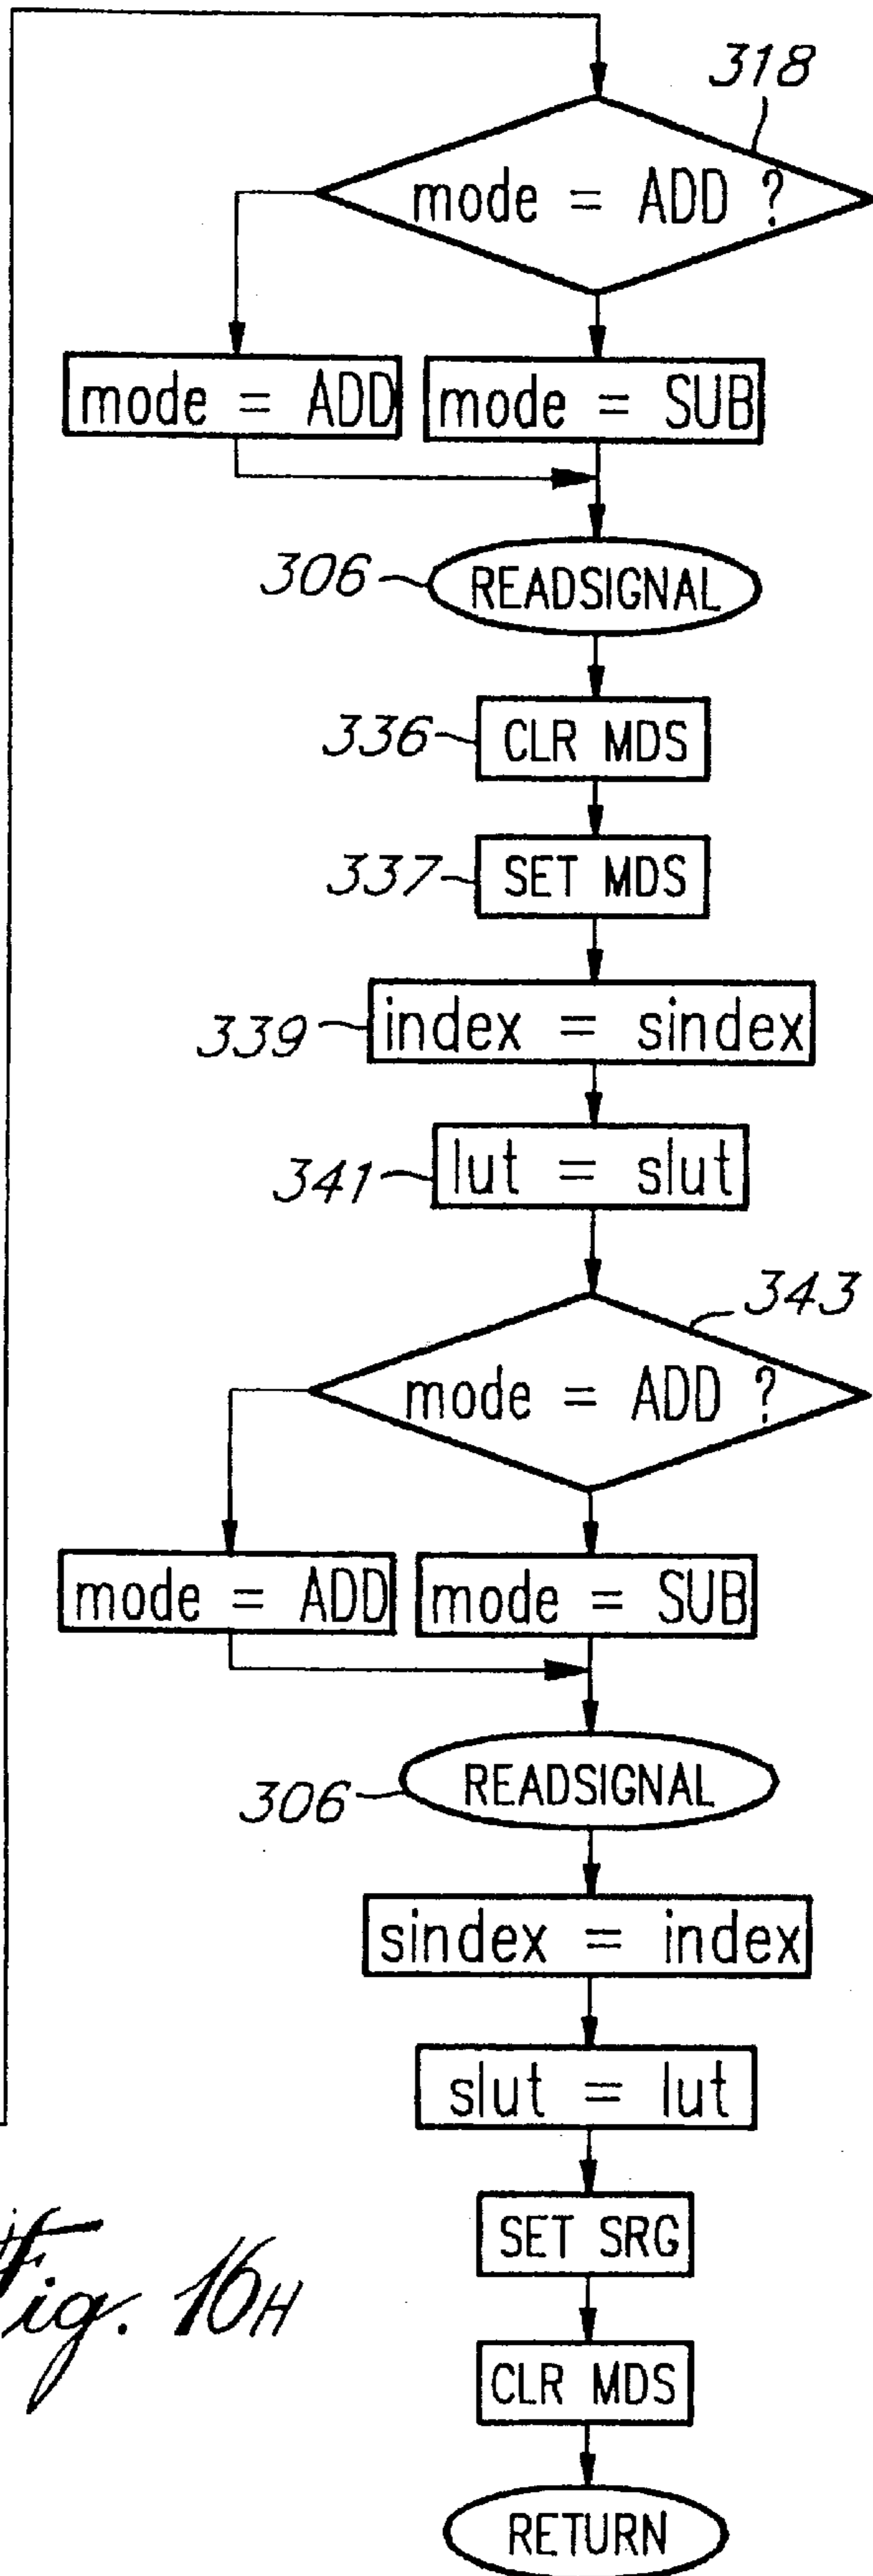 318
mode = ADD ?
mode = ADD
mode = SUB
306
READSIGNAL
336
CLR MDS
337
SET MDS
339
index = sindex
341
lut = slut
343
mode = ADD ?
mode = ADD
mode = SUB
306
READSIGNAL
sindex = index
slut = lut
SET SRG
CLR MDS
RETURN
Fig. 16H